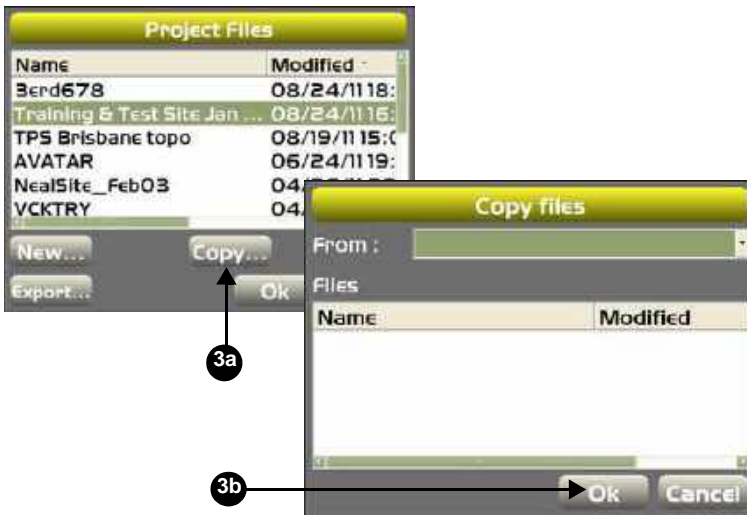 Project Files
Name Modified
3erd678 08/24/11 18:
Training & Test Site Jan ... 08/24/11 16:
TPS Brisbane topo 08/19/11 15:0
AVATAR 06/24/11 19:
NealSite_Feb03 04/
VCKTRY 04/
New... Copy...
Export... Ok
3a
Copy files
From :
Files
Name Modified
3b
Ok Cancel